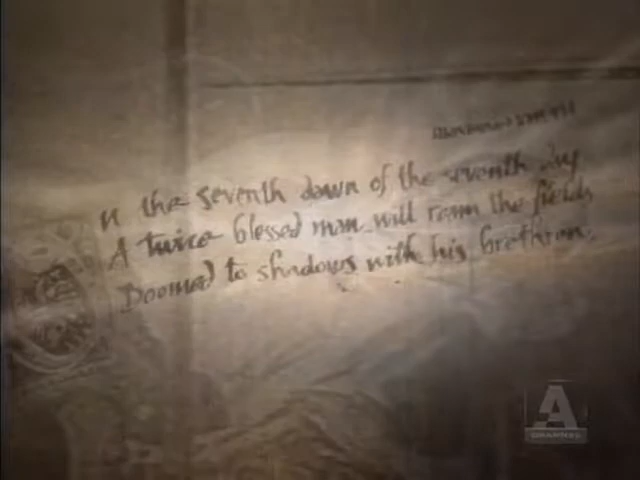 n the seventh dawn of the seventh day
A twice blessed man will roam the fields
Doomed to shadows with his brethren.
A